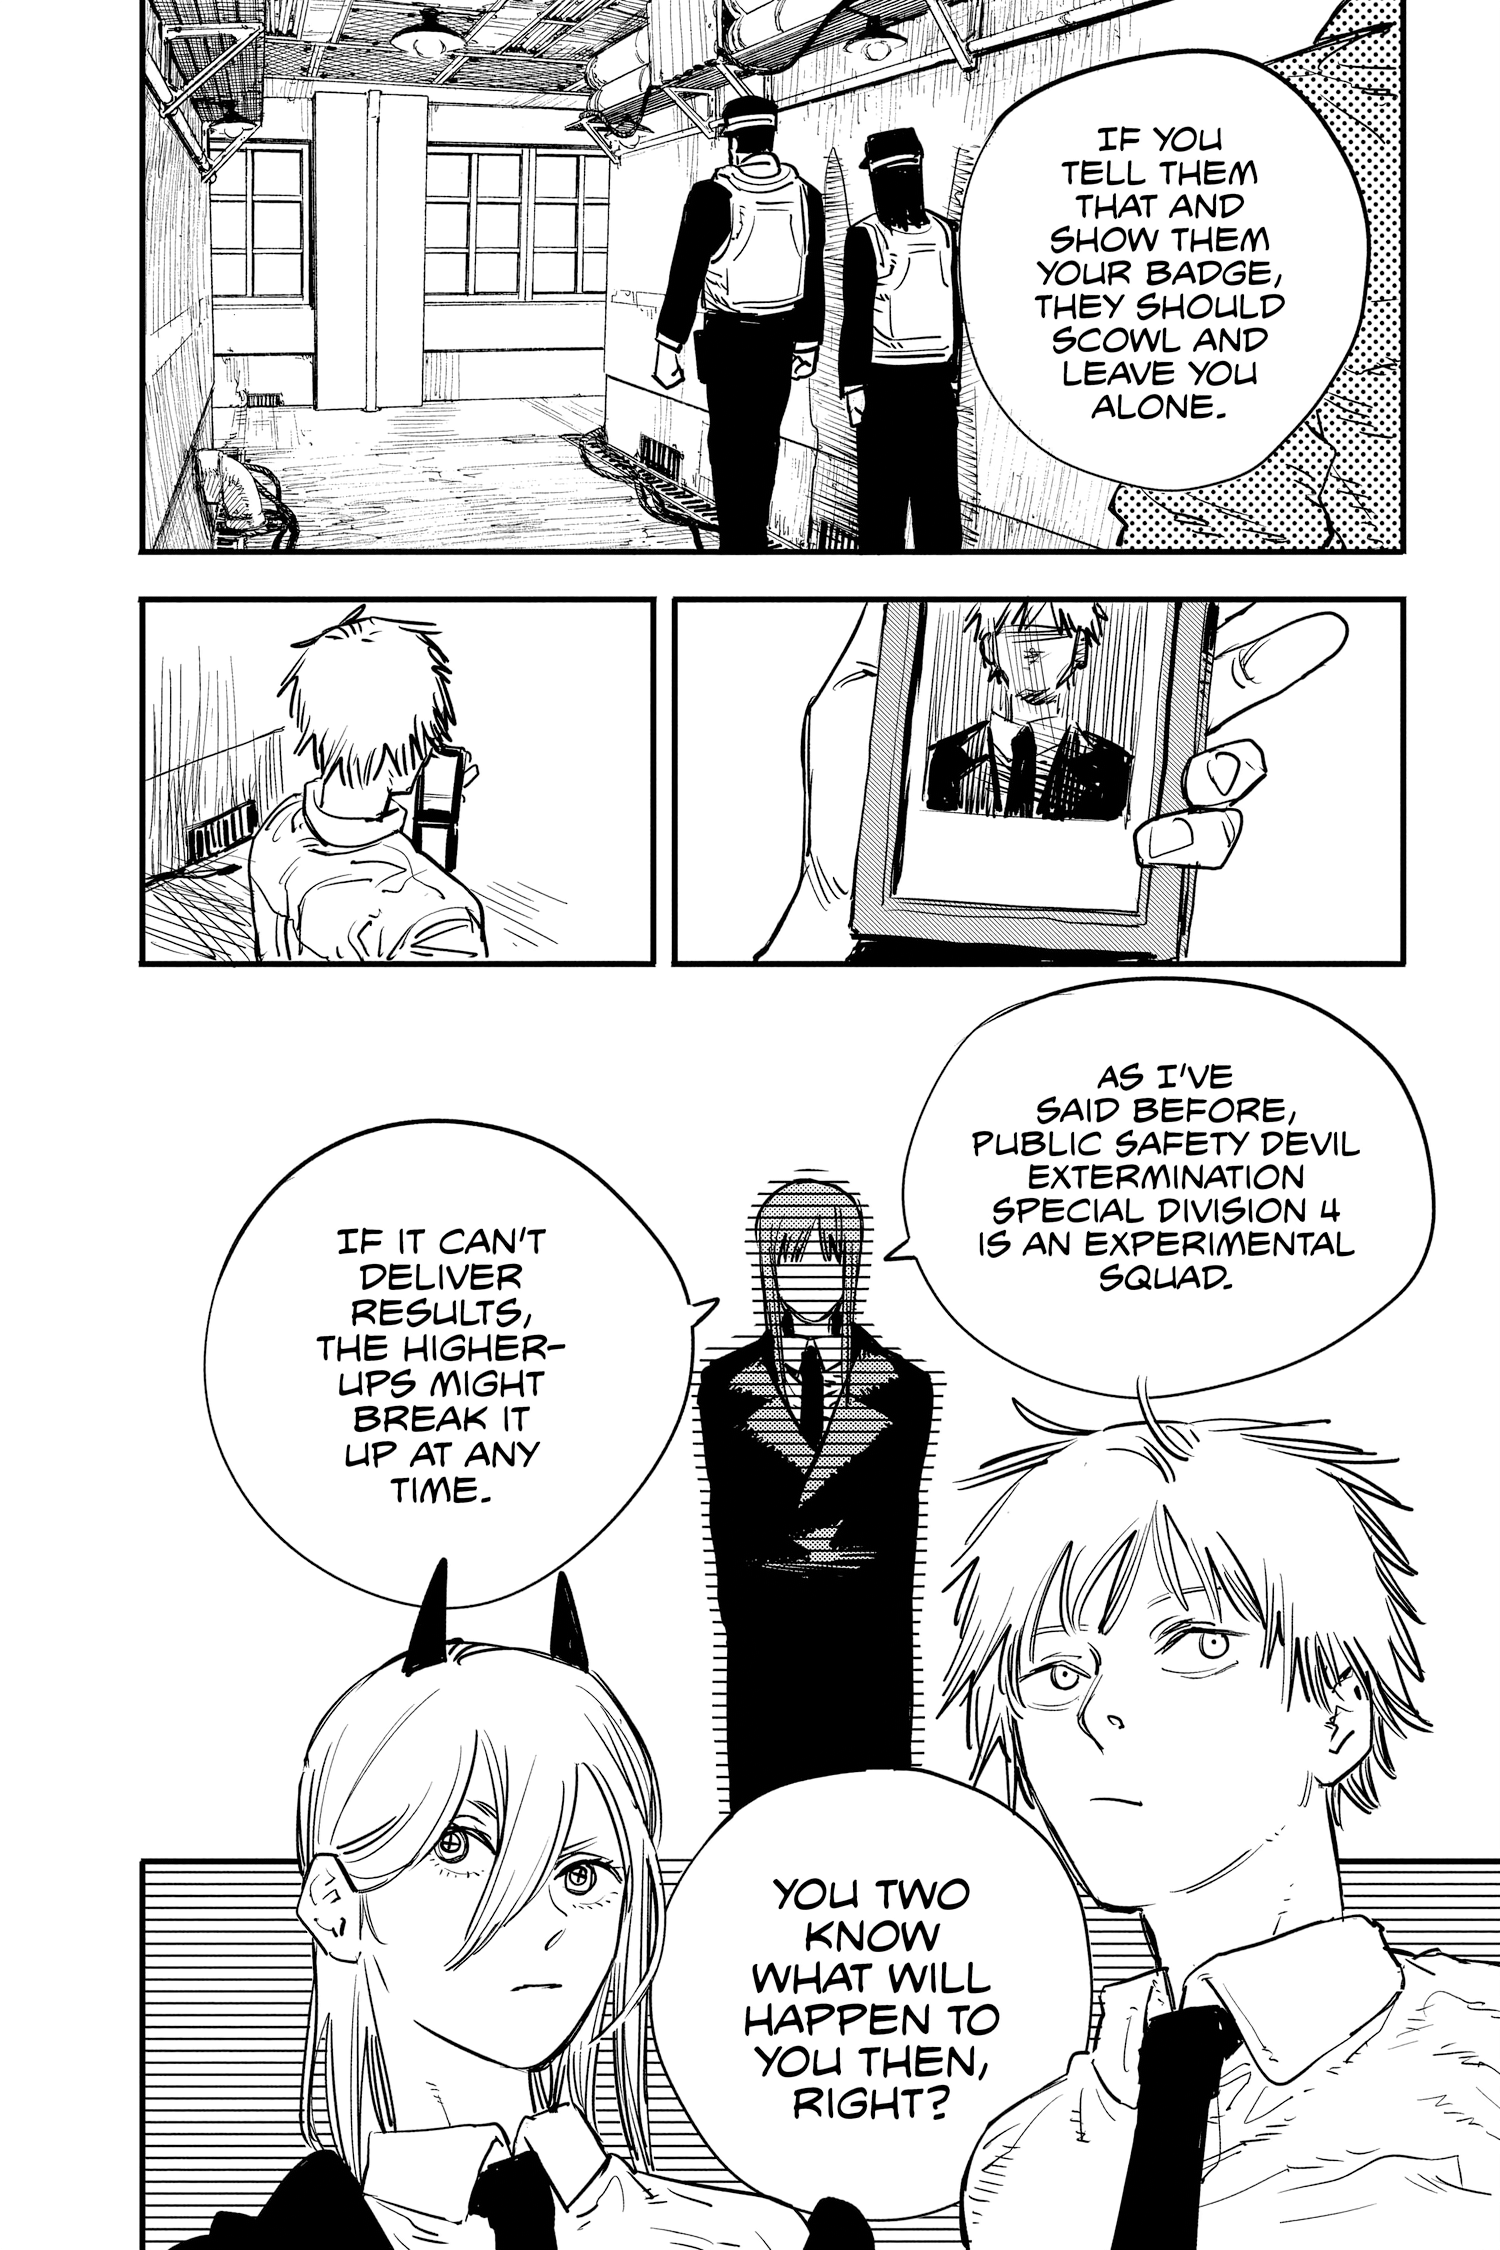 IF YOU
TELL THEM
THAT AND
SHOW THEM
YOUR BADGE,
THEY SHOULD
SCOWL AND
LEAVE YOU
ALONE.
AS I'VE
SAID BEFORE,
PUBLIC SAFETY DEVIL
EXTERMINATION
SPECIAL DIVISION 4
IS AN EXPERIMENTAL
SQUAD.
IF IT CAN'T
DELIVER
RESULTS,
THE HIGHER-
UPS MIGHT
BREAK IT
UP AT ANY
TIME.
YOU TWO
KNOW
WHAT WILL
HAPPEN TO
YOU THEN,
RIGHT?